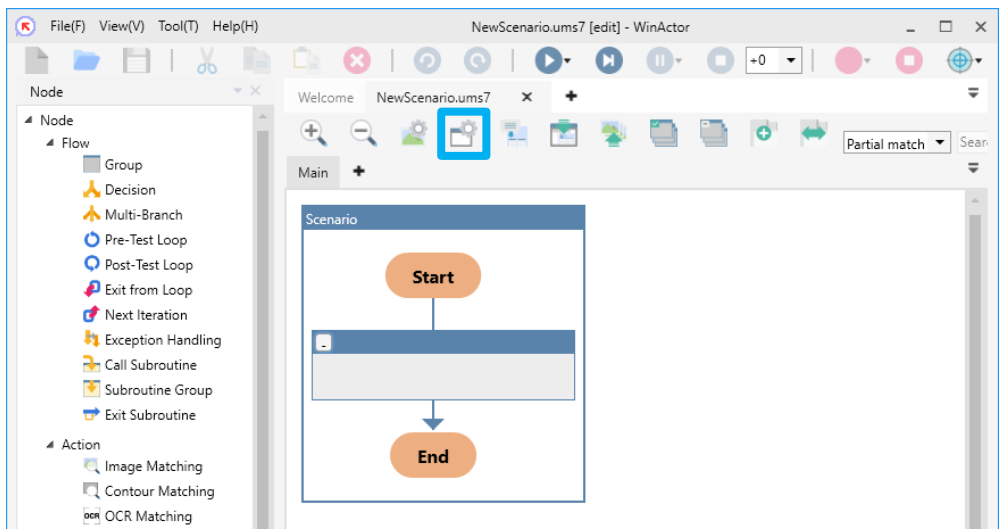 File(F) View(V) Tool(T) Help(H) NewScenario.ums7 [edit] - WinActor
+0
Node
Welcome NewScenario.ums7
Node
Flow
Group
Decision
Multi-Branch
Pre-Test Loop
Post-Test Loop
Exit from Loop
Next Iteration
Exception Handling
Call Subroutine
Subroutine Group
Exit Subroutine
Action
Image Matching
Contour Matching
OCR OCR Matching
Partial match Sear
Main
Scenario
Start
End